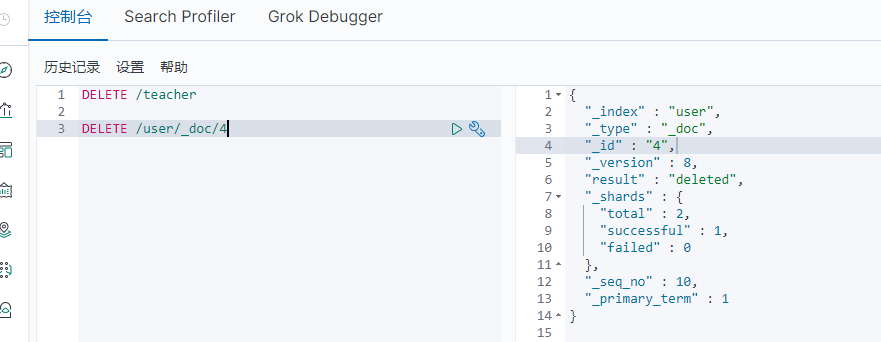 控制台 Search Profiler Grok Debugger
历史记录 设置 帮助
1 DELETE /teacher
2
3 DELETE /user/_doc/4
1 {
2 "_index" : "user",
3 "_type" : "_doc",
4 "_id" : "4",
5 "_version" : 8,
6 "result" : "deleted",
7 "_shards" : {
8 "total" : 2,
9 "successful" : 1,
10 "failed" : 0
11 },
12 "_seq_no" : 10,
13 "_primary_term" : 1
14 }
15